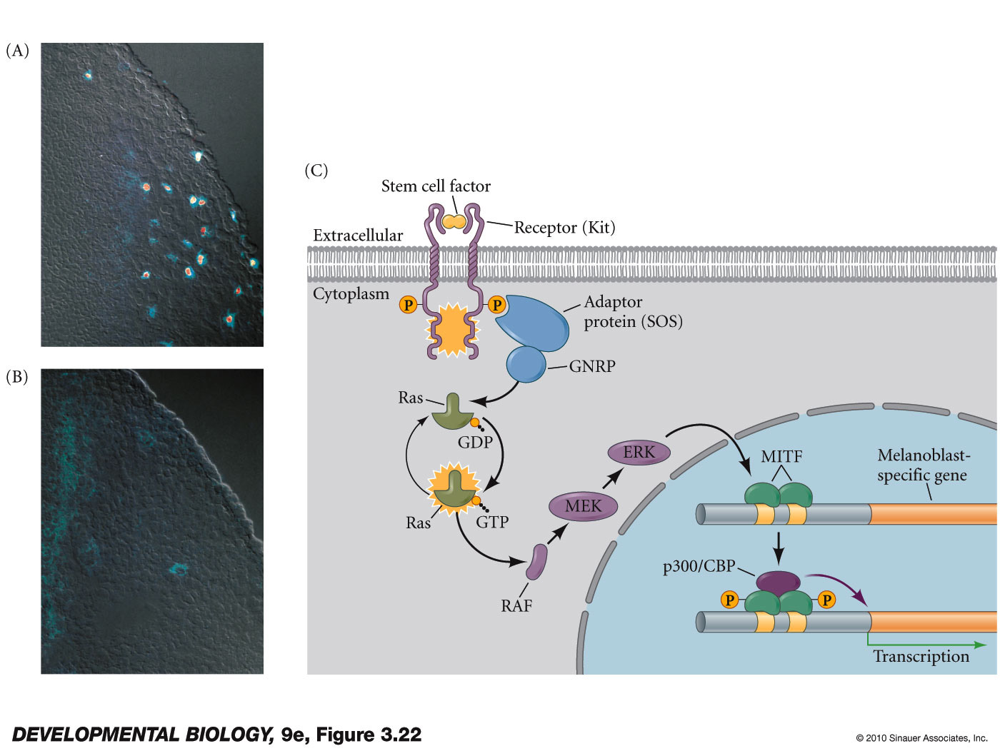 (A)
(B)
(C)
Stem cell factor
Receptor (Kit)
Extracellular
Cytoplasm
P
P
Adaptor
protein (SOS)
GNRP
Ras
GDP
Ras
GTP
RAF
MEK
ERK
MITF
Melanoblast-
specific gene
p300/CBP
P
P
Transcription
DEVELOPMENTAL BIOLOGY, 9e, Figure 3.22
© 2010 Sinauer Associates, Inc.